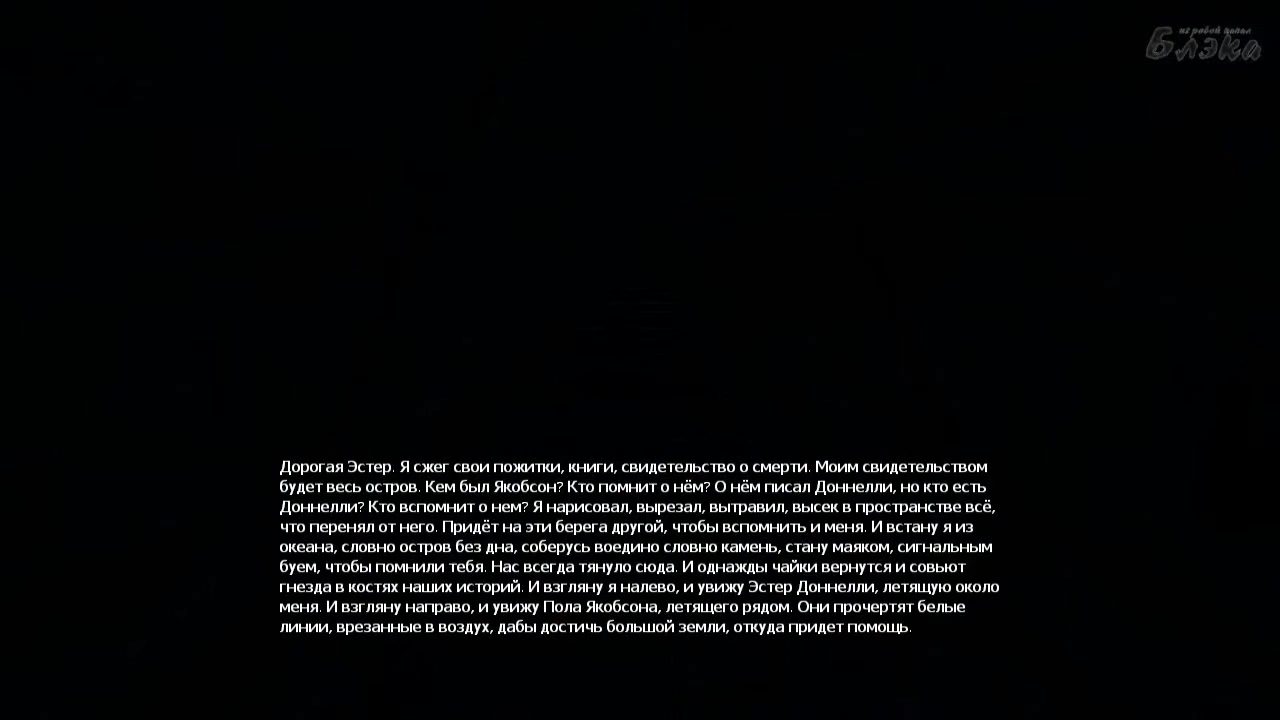 игровой канал
Блэка
Дорогая Эстер. Я сжег свои пожитки, книги, свидетельство о смерти. Моим свидетельством
будет весь остров. Кем был Якобсон? Кто помнит о нём? О нём писал Доннелли, но кто есть
Доннелли? Кто вспомнит о нем? Я нарисовал, вырезал, вытравил, высек в пространстве всё,
что перенял от него. Придёт на эти берега другой, чтобы вспомнить и меня. И встану я из
океана, словно остров без дна, соберусь воедино словно камень, стану маяком, сигнальным
буем, чтобы помнили тебя. Нас всегда тянуло сюда. И однажды чайки вернутся и совьют
гнезда в костях наших историй. И взгляну я налево, и увижу Эстер Доннелли, летящую около
меня. И взгляну направо, и увижу Пола Якобсона, летящего рядом. Они прочертят белые
линии, врезанные в воздух, дабы достичь большой земли, откуда придет помощь.